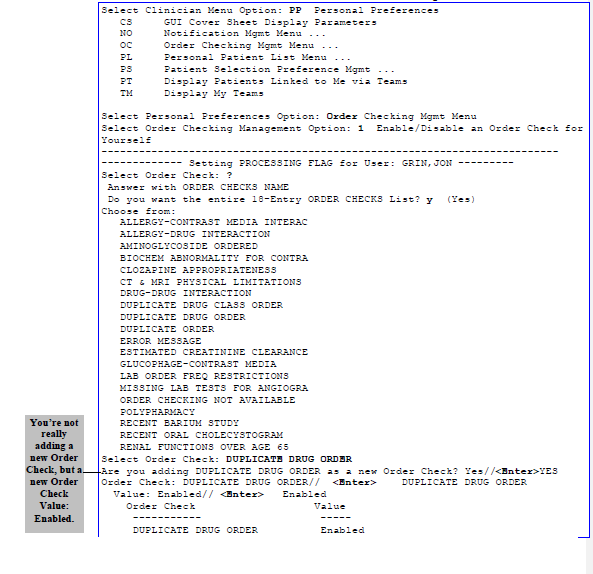 Select Clinician Menu Option: PP  Personal Preferences
CS     GUI Cover Sheet Display Parameters
NO     Notification Mgmt Menu ...
OC     Order Checking Mgmt Menu ...
PL     Personal Patient List Menu ...
PS     Patient Selection Preference Mgmt ...
PT     Display Patients Linked to Me via Teams
TM     Display My Teams
Select Personal Preferences Option: Order Checking Mgmt Menu
Select Order Checking Management Option: 1  Enable/Disable an Order Check for
Yourself
------------------------------------------------------------
------------- Setting PROCESSING FLAG for User: GRIN,JON ---------
Select Order Check: ?
Answer with ORDER CHECKS NAME
Do you want the entire 18-Entry ORDER CHECKS List? y  (Yes)
Choose from:
ALLERGY-CONTRAST MEDIA INTERAC
ALLERGY-DRUG INTERACTION
AMINOGLYCOSIDE ORDERED
BIOCHEM ABNORMALITY FOR CONTRA
CLOZAPINE APPROPRIATENESS
CT & MRI PHYSICAL LIMITATIONS
DRUG-DRUG INTERACTION
DUPLICATE DRUG CLASS ORDER
DUPLICATE DRUG ORDER
DUPLICATE ORDER
ERROR MESSAGE
ESTIMATED CREATININE CLEARANCE
GLUCOPHAGE-CONTRAST MEDIA
LAB ORDER FREQ RESTRICTIONS
MISSING LAB TESTS FOR ANGIOGRA
ORDER CHECKING NOT AVAILABLE
POLYPHARMACY
RECENT BARIUM STUDY
RECENT ORAL CHOLECYSTOGRAM
RENAL FUNCTIONS OVER AGE 65
Select Order Check: DUPLICATE DRUG ORDER
Are you adding DUPLICATE DRUG ORDER as a new Order Check? Yes//<Enter>YES
Order Check: DUPLICATE DRUG ORDER//  <Enter>   DUPLICATE DRUG ORDER
Value: Enabled// <Enter>  Enabled
Order Check     Value
-----------     -----
DUPLICATE DRUG ORDER     Enabled
You're not
really
adding a
new Order
Check, but a
new Order
Check
Value:
Enabled.